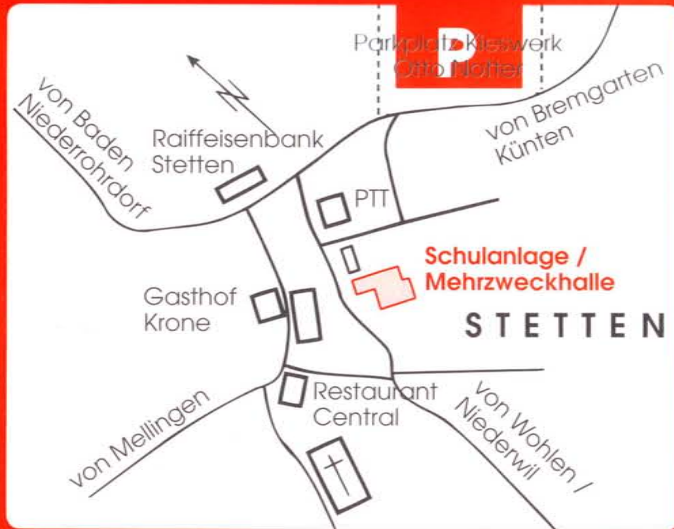 P
Parkplatz Kieswerk
Otto Notter
von Baden
Niederrohrdorf
N
Raiffeisenbank
Stetten
von Bremgarten
Künten
PTT
Schulanlage /
Mehrzweckhalle
Gasthof
Krone
STETTEN
Restaurant
Central
von Mellingen
von Wohlen /
Niederwil